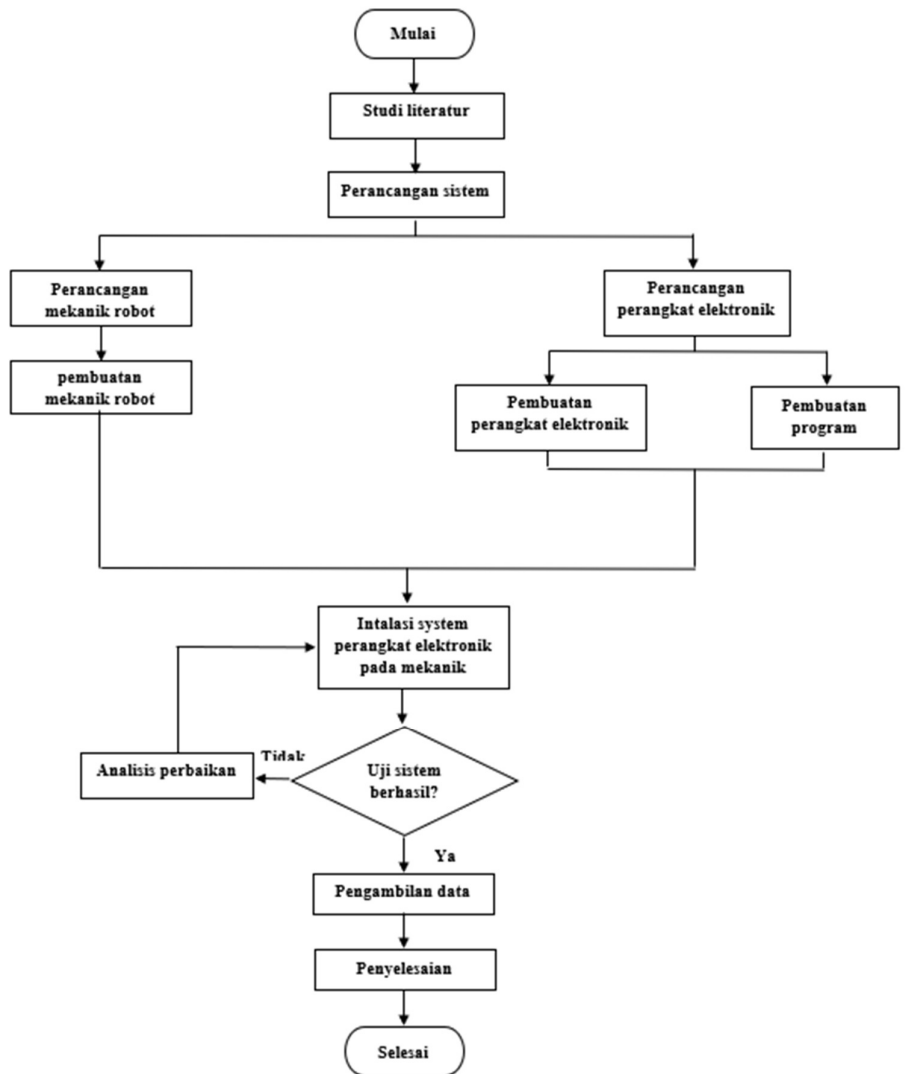 Mulai
Studi literatur
Perancangan sistem
Perancangan
mekanik robot
Perancangan
perangkat elektronik
pembuatan
mekanik robot
Pembuatan
perangkat elektronik
Pembuatan
program
Intalasi system
perangkat elektronik
pada mekanik
Analisis perbaikan
Tidak
Uji sistem
berhasil?
Ya
Pengambilan data
Penyelesaian
Selesai